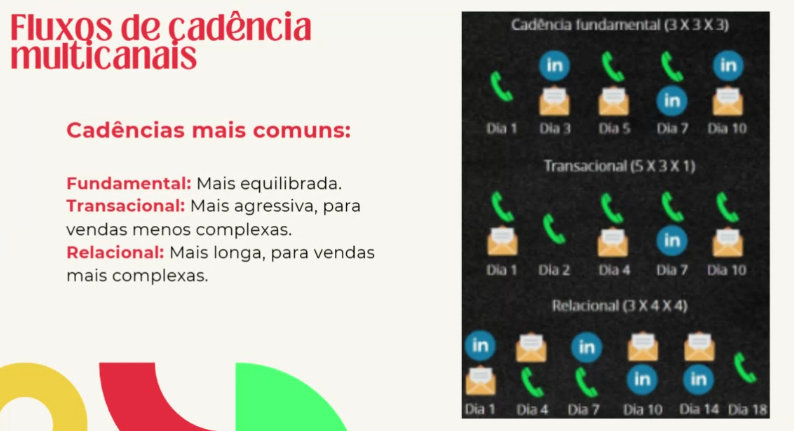 Fluxos de cadência
multicanais
Cadências mais comuns:
Fundamental: Mais equilibrada.
Transacional: Mais agressiva, para
vendas menos complexas.
Relacional: Mais longa, para vendas
mais complexas.
Cadência fundamental (3 X 3 X 3)
in in
in
Dia 1 Dia 3 Dia 5 Dia 7 Dia 10
Transacional (5 X 3 X 1)
in
Dia 1 Dia 2 Dia 4 Dia 7 Dia 10
Relacional (3 X 4 X 4)
in in
in in
Dia 1 Dia 4 Dia 7 Dia 10 Dia 14 Dia 18